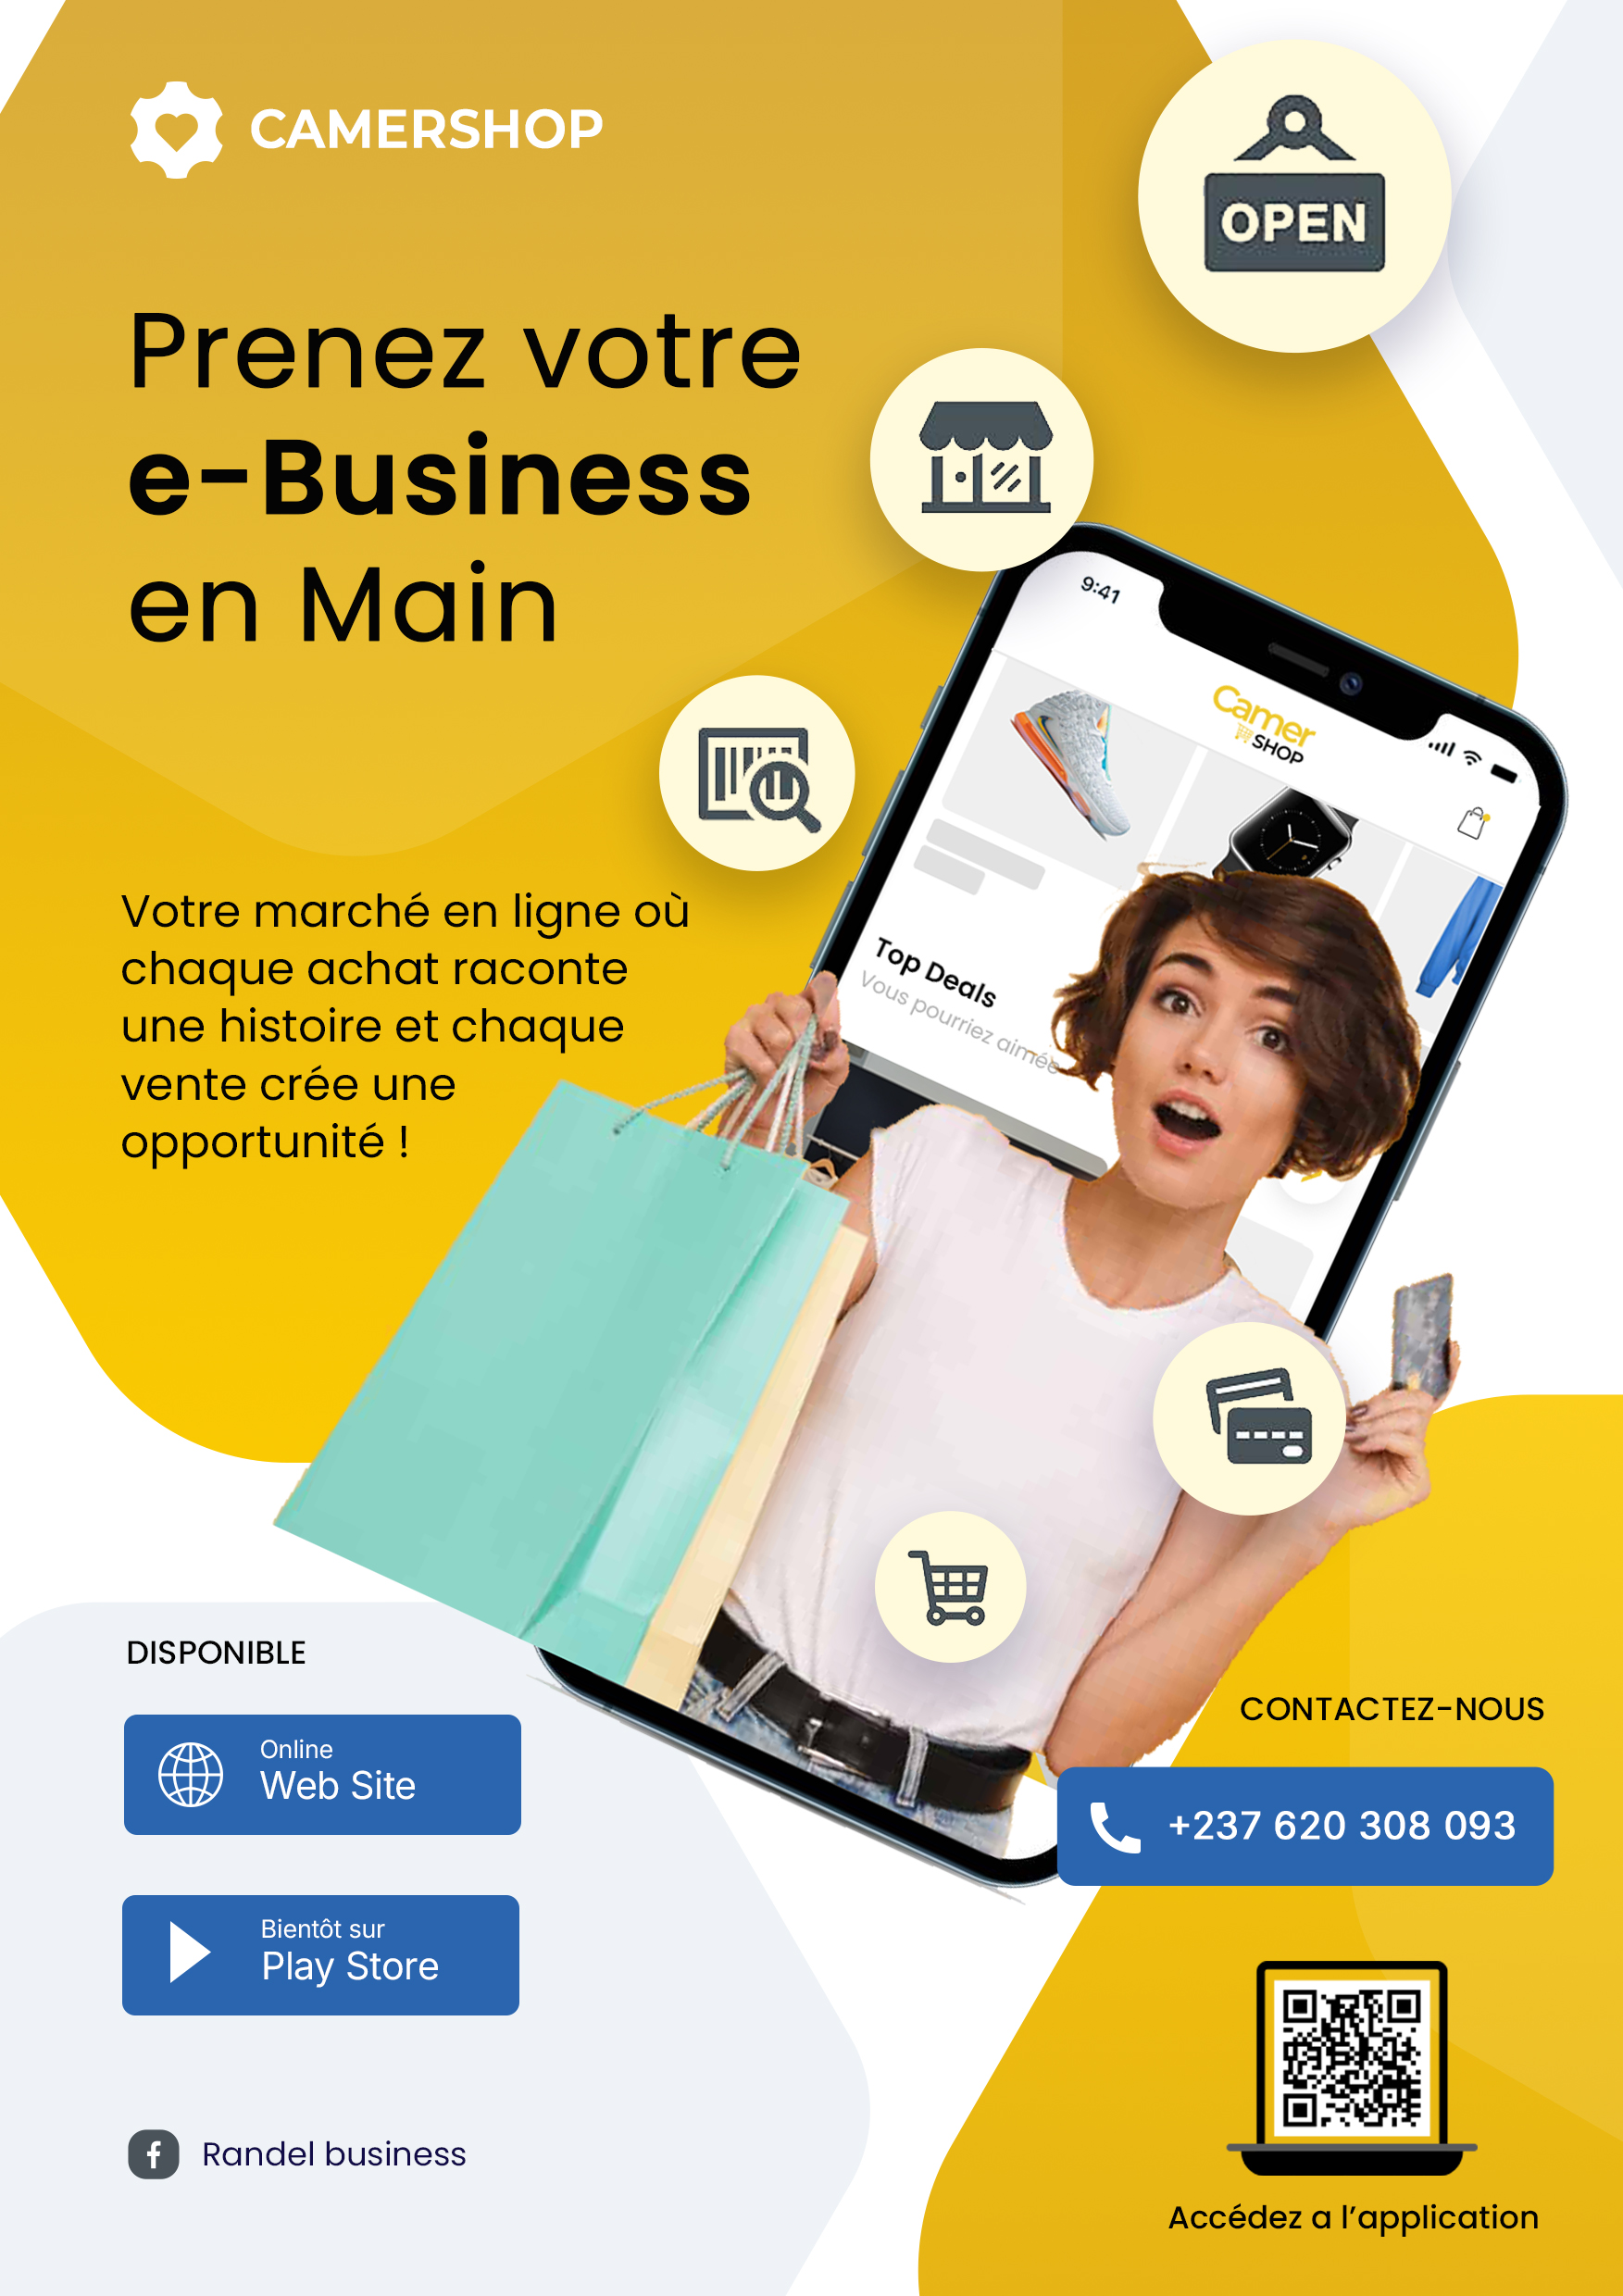 CAMERSHOP
OPEN
Prenez votre
e-Business
en Main
9:41
Camer
SHOP
Top Deals
Vous pourriez aimée
Votre marché en ligne où
chaque achat raconte
une histoire et chaque
vente crée une
opportunité !
DISPONIBLE
Online
Web Site
Bientôt sur
Play Store
Randel business
CONTACTEZ-NOUS
+237 620 308 093
Accédez a l’application